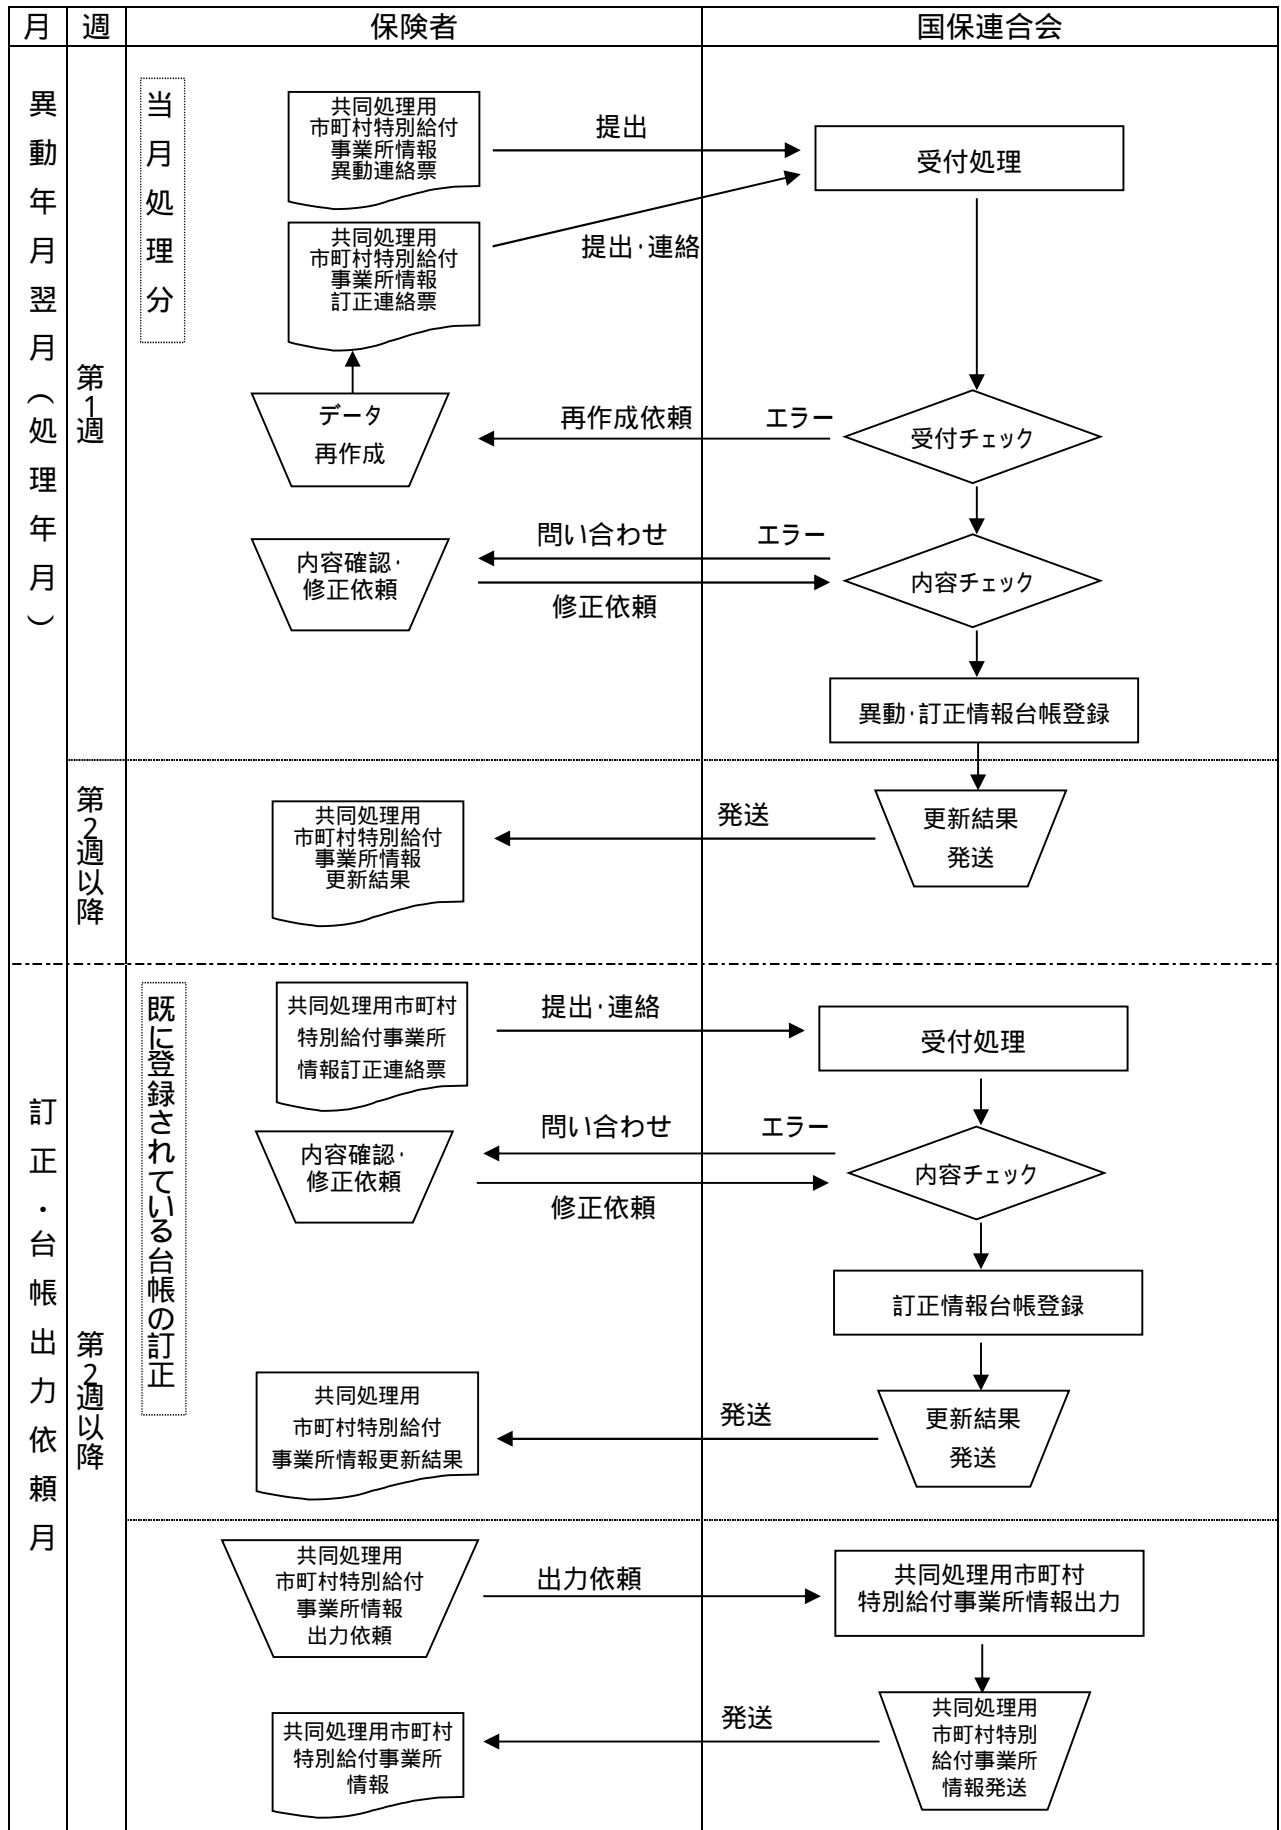 月
週
保険者
国保連合会
異動年月翌月（処理年月）
第1週
当月処理分
共同処理用
市町村特別給付
事業所情報
異動連絡票
提出
受付処理
共同処理用
市町村特別給付
事業所情報
訂正連絡票
提出・連絡
データ
再作成
再作成依頼
エラー
受付チェック
内容確認・
修正依頼
問い合わせ
エラー
修正依頼
内容チェック
異動・訂正情報台帳登録
第2週以降
共同処理用
市町村特別給付
事業所情報
更新結果
発送
更新結果
発送
訂正・台帳出力依頼月
第2週以降
既に登録されている台帳の訂正
共同処理用市町村
特別給付事業所
情報訂正連絡票
提出・連絡
受付処理
内容確認・
修正依頼
問い合わせ
エラー
修正依頼
内容チェック
訂正情報台帳登録
共同処理用
市町村特別給付
事業所情報更新結果
発送
更新結果
発送
共同処理用
市町村特別給付
事業所情報
出力依頼
出力依頼
共同処理用市町村
特別給付事業所情報出力
共同処理用市町村
特別給付事業所
情報
発送
共同処理用
市町村特別
給付事業所
情報発送